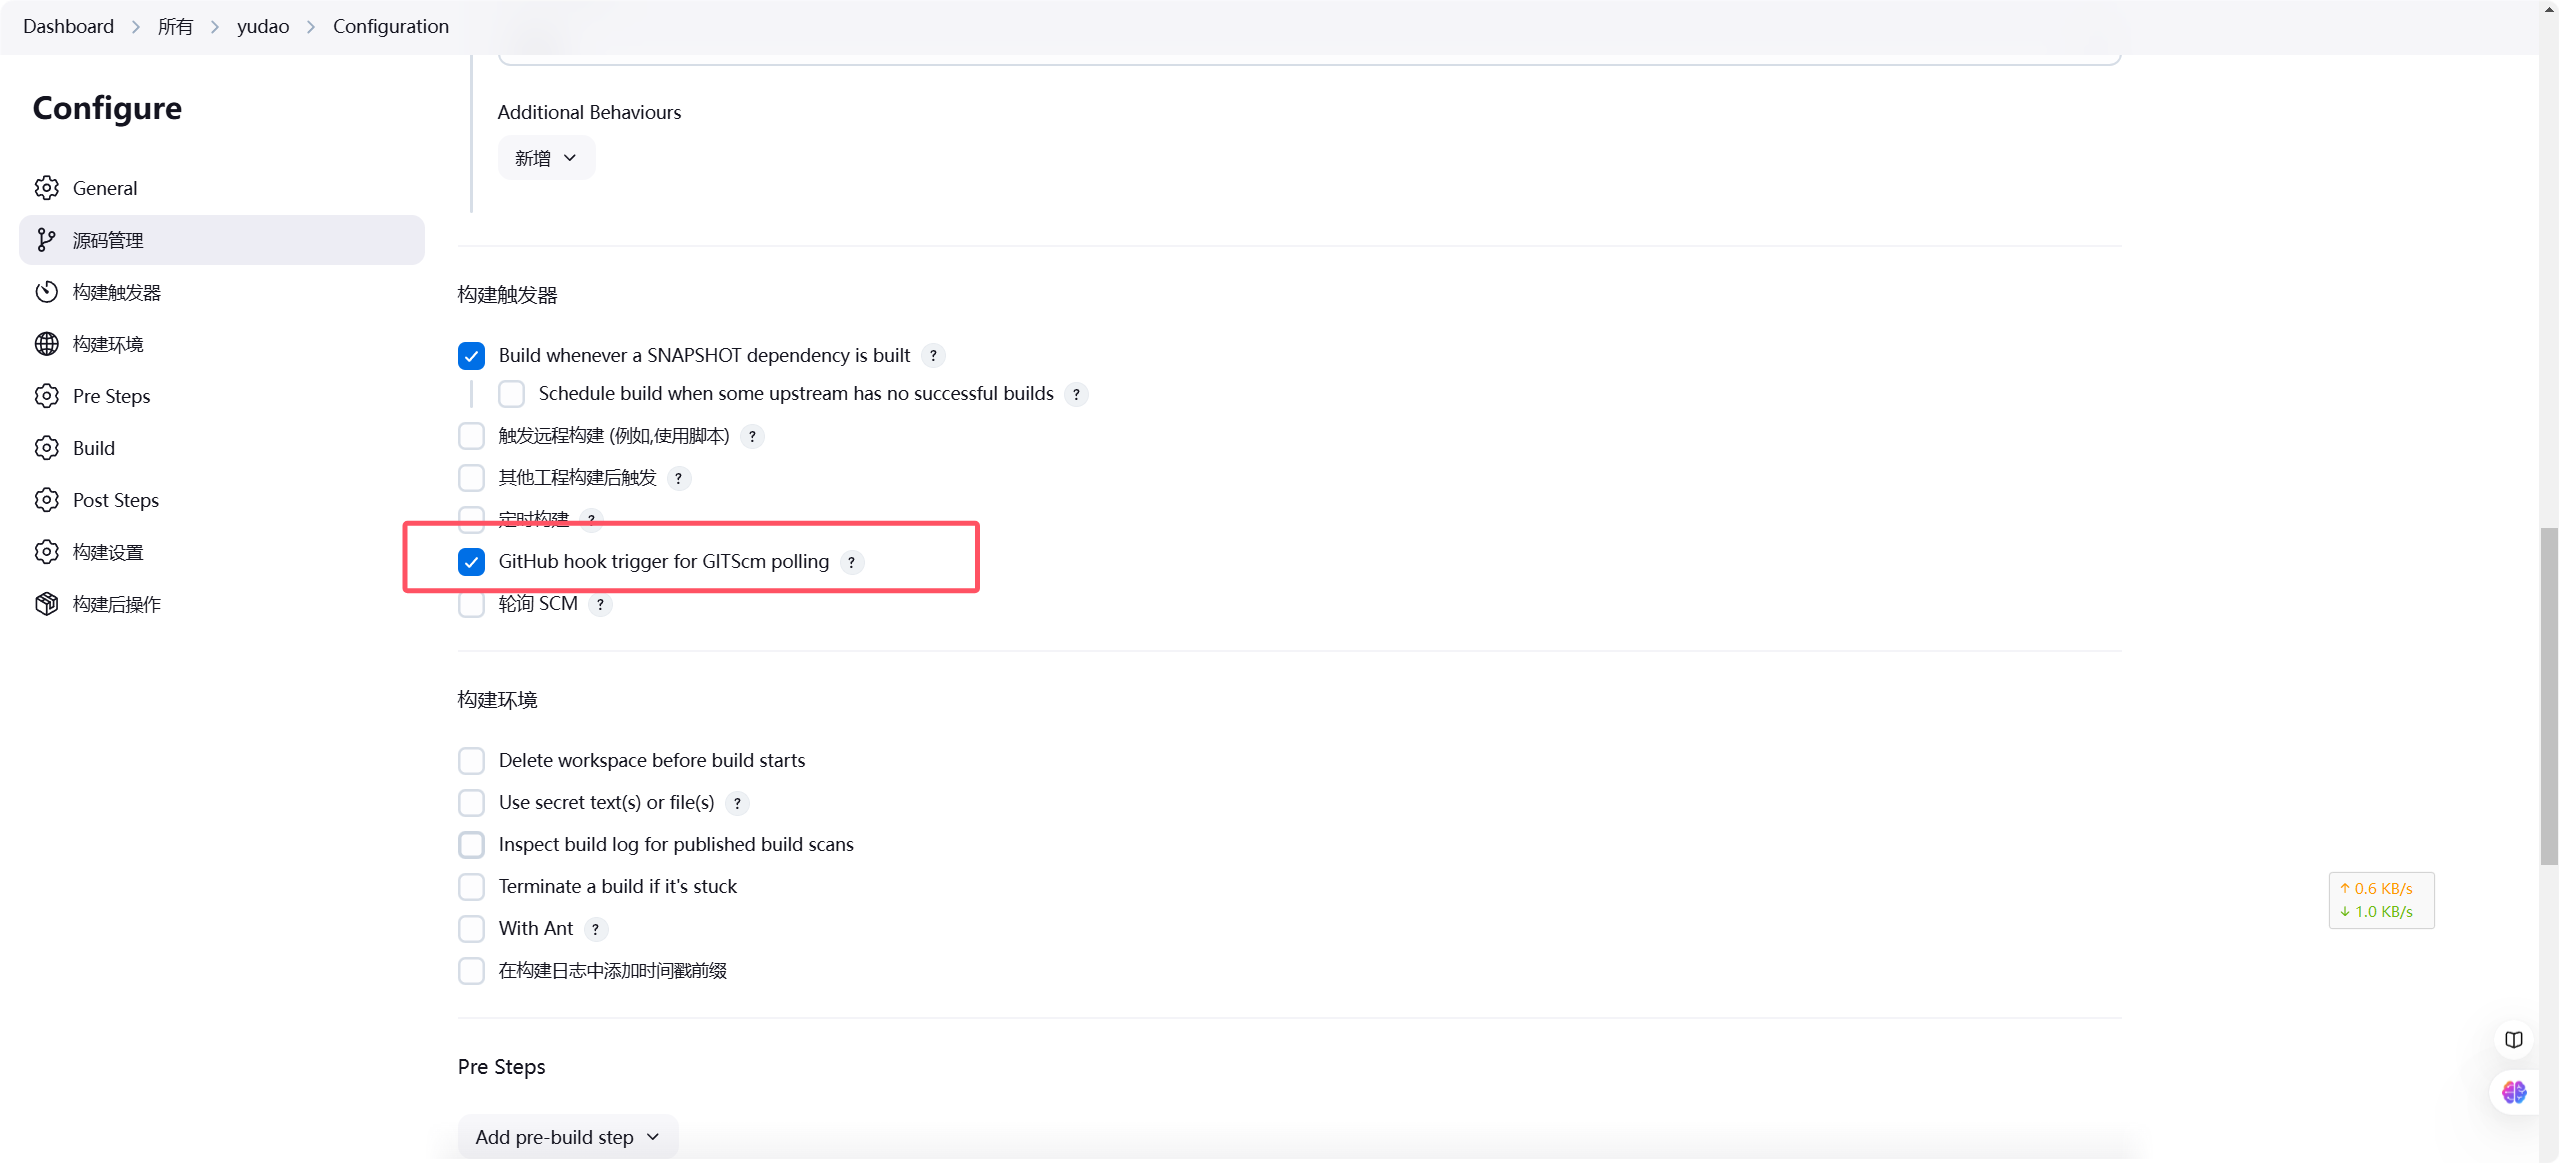 Dashboard > 所有 > yudao > Configuration
Configure
General
源码管理
构建触发器
构建环境
Pre Steps
Build
Post Steps
构建设置
构建后操作
Additional Behaviours
新增
构建触发器
Build whenever a SNAPSHOT dependency is built ?
Schedule build when some upstream has no successful builds ?
触发远程构建 (例如,使用脚本) ?
其他工程构建后触发 ?
定时构建 ?
GitHub hook trigger for GITScm polling ?
轮询 SCM ?
构建环境
Delete workspace before build starts
Use secret text(s) or file(s) ?
Inspect build log for published build scans
Terminate a build if it's stuck
With Ant ?
在构建日志中添加时间戳前缀
Pre Steps
Add pre-build step
↑ 0.6 KB/s
↓ 1.0 KB/s